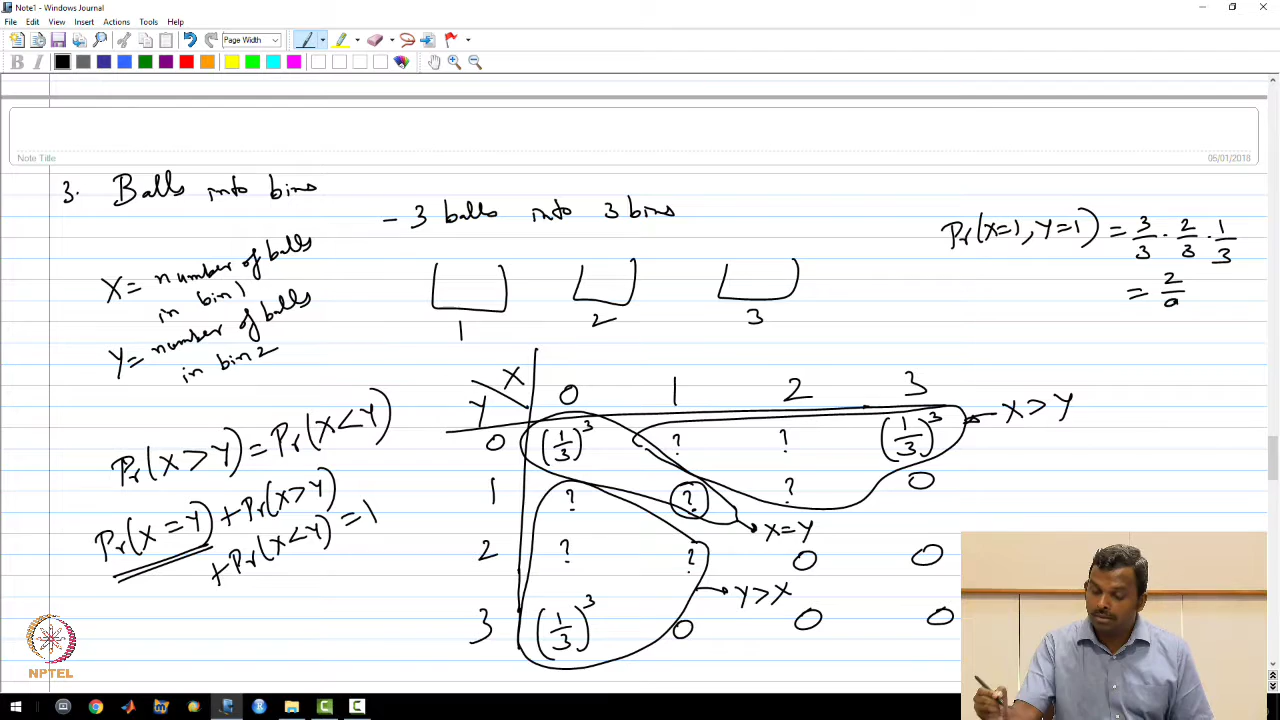 Note1 - Windows Journal
File Edit View Insert Actions Tools Help
Page Width
Note Title
05/01/2018
3. Balls into bins
- 3 balls into 3 bins
X = number of balls
in bin 1
Y = number of balls
in bin 2
1 2 3
Pr(X=1, Y=1) = 3/3 · 2/3 · 1/3
= 2/9
X
Y 0 1 2 3
0 (1/3)³ ? ? (1/3)³
1 ? ? ? 0
2 ? ? 0 0
3 (1/3)³ 0 0 0
X > Y
X = Y
Y > X
Pr(X > Y) = Pr(X < Y)
Pr(X = Y) + Pr(X > Y)
+ Pr(X < Y) = 1
NPTEL